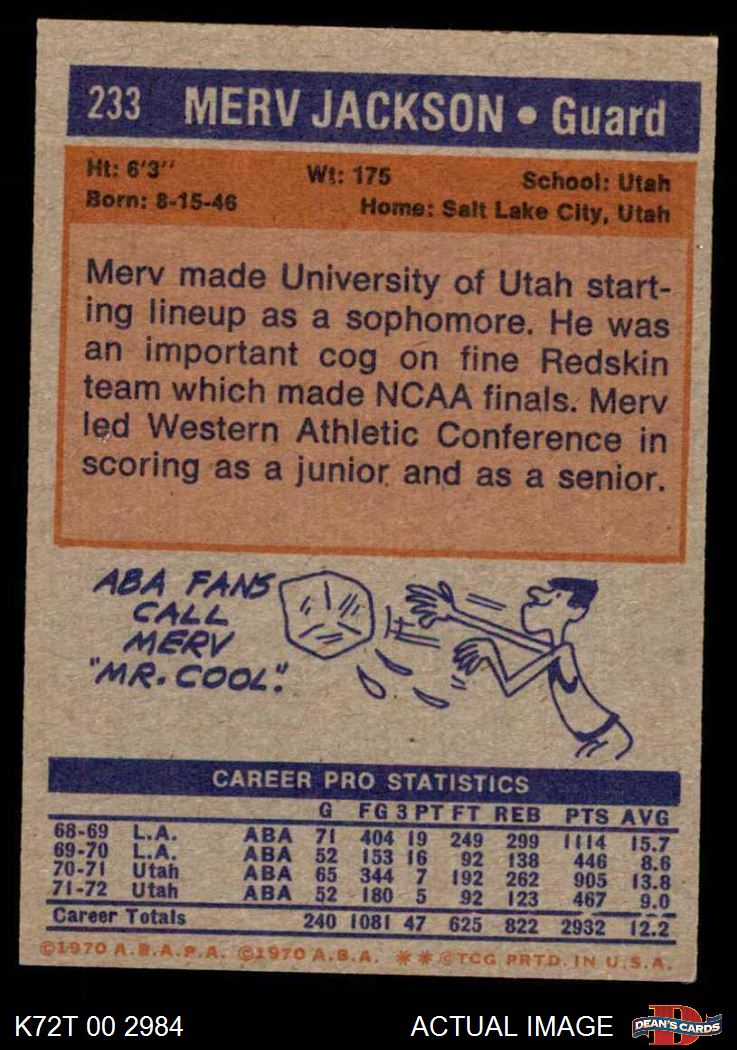 233 MERV JACKSON • Guard
Ht: 6'3'' Wt: 175 School: Utah
Born: 8-15-46 Home: Salt Lake City, Utah
Merv made University of Utah start-
ing lineup as a sophomore. He was
an important cog on fine Redskin
team which made NCAA finals. Merv
led Western Athletic Conference in
scoring as a junior and as a senior.
ABA FANS
CALL
MERV
"MR. COOL."
CAREER PRO STATISTICS
G FG 3 PT FT REB PTS AVG
68-69 L.A. ABA 71 404 19 249 299 1114 15.7
69-70 L.A. ABA 52 153 16 92 138 446 8.6
70-71 Utah ABA 65 344 7 192 262 905 13.8
71-72 Utah ABA 52 180 5 92 123 467 9.0
Career Totals 240 1081 47 625 822 2932 12.2
©1970 A.B.A.P.A. ©1970 A.B.A. ** ©TCG PRTD. IN U.S.A.
K72T 00 2984 ACTUAL IMAGE DEAN'S CARDS